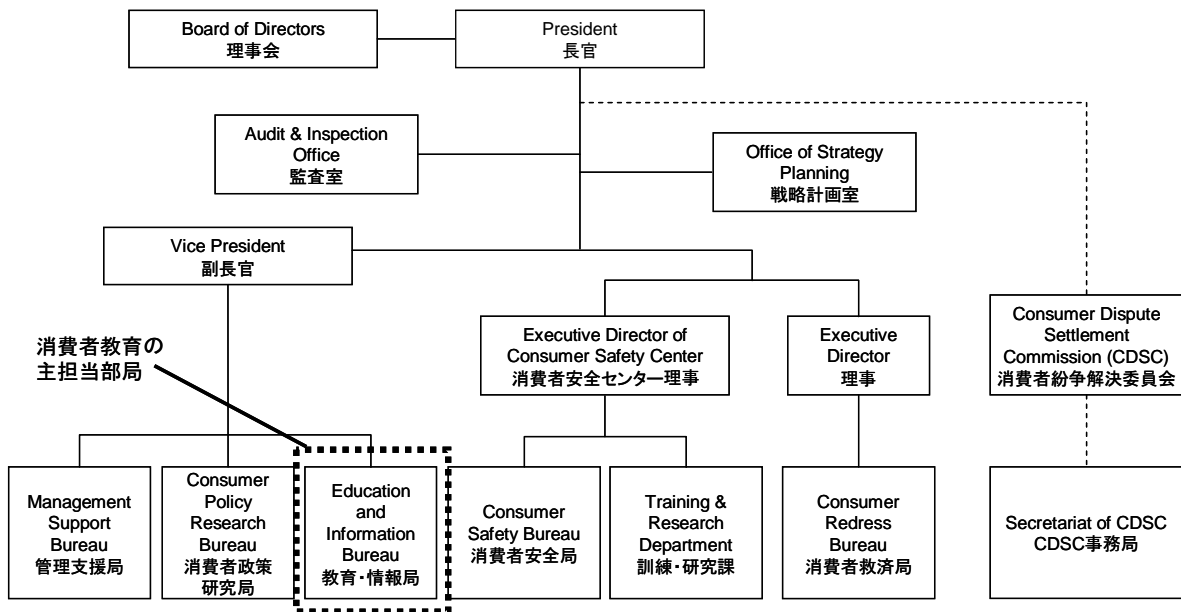 Board of Directors
理事会
President
長官
Audit & Inspection
Office
監査室
Office of Strategy
Planning
戦略計画室
Vice President
副長官
Executive Director of
Consumer Safety Center
消費者安全センター理事
Executive
Director
理事
Consumer Dispute
Settlement
Commission (CDSC)
消費者紛争解決委員会
消費者教育の
主担当部局
Management
Support
Bureau
管理支援局
Consumer
Policy
Research
Bureau
消費者政策
研究局
Education
and
Information
Bureau
教育・情報局
Consumer
Safety Bureau
消費者安全局
Training &
Research
Department
訓練・研究課
Consumer
Redress
Bureau
消費者救済局
Secretariat of CDSC
CDSC事務局